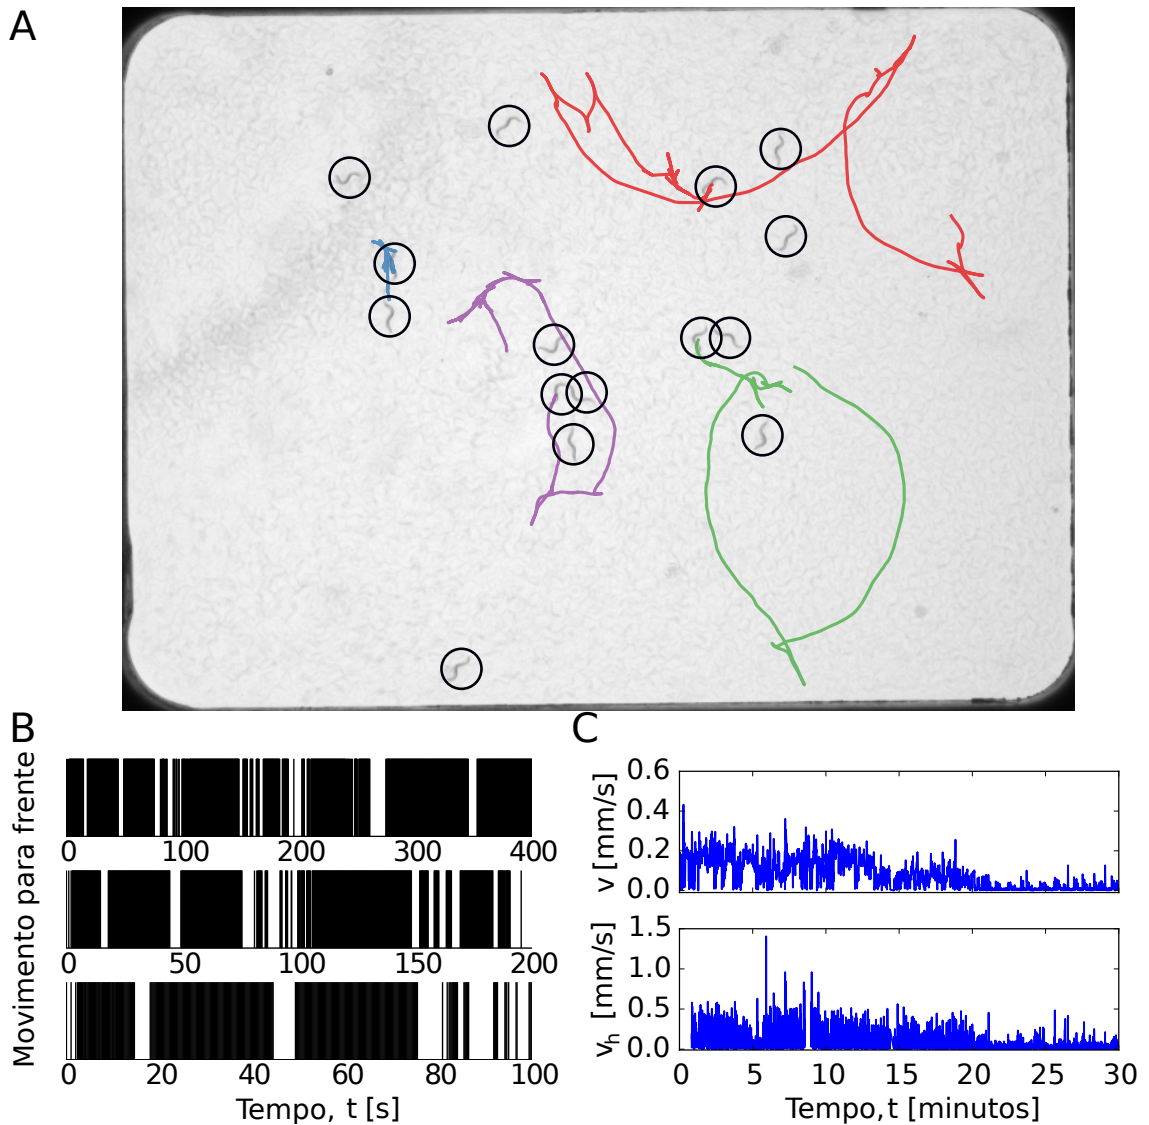 A
B
Movimento para frente
0 100 200 300 400
0 50 100 150 200
0 20 40 60 80 100
Tempo, t [s]
C
v [mm/s]
0.6
0.4
0.2
0.0
v_h [mm/s]
1.5
1.0
0.5
0.0
0 5 10 15 20 25 30
Tempo, t [minutos]